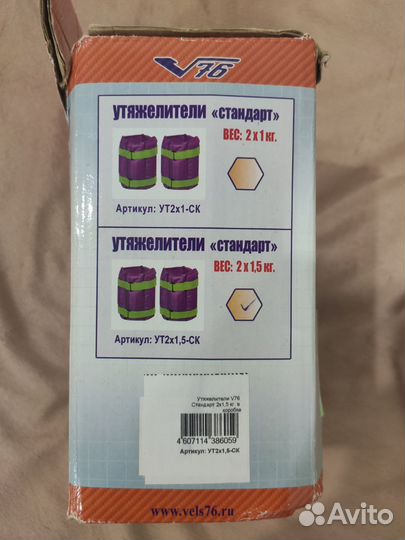 V76
утяжелители «стандарт»
ВЕС: 2 х 1 кг.
Артикул: УТ2х1-СК
утяжелители «стандарт»
ВЕС: 2 х 1,5 кг.
Артикул: УТ2х1,5-СК
Утяжелители V76
Стандарт 2х1,5 кг. в
коробке
4 607114 386059
Артикул: УТ2х1,5-СК
www.vels76.ru
Avito